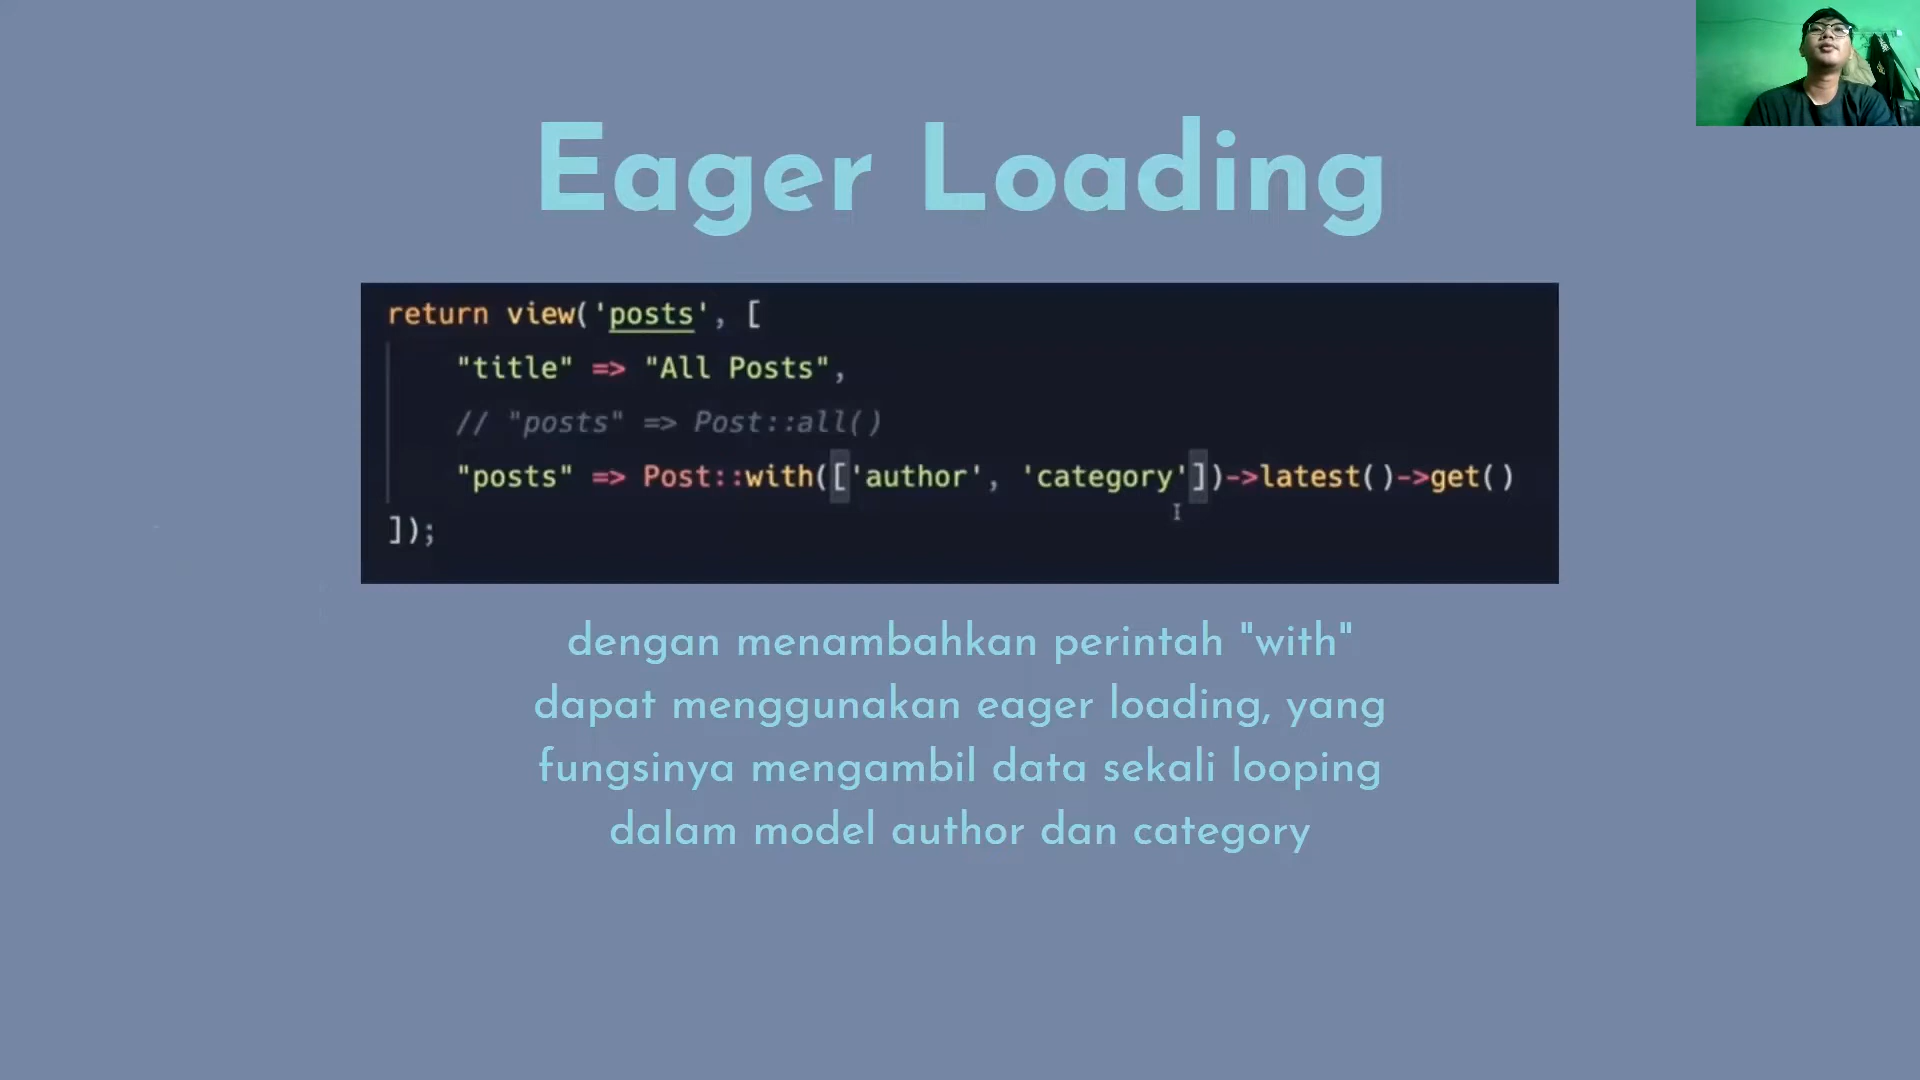 Eager Loading
return view('posts', [
"title" => "All Posts",
// "posts" => Post::all()
"posts" => Post::with(['author', 'category'])->latest()->get()
]);
dengan menambahkan perintah "with"
dapat menggunakan eager loading, yang
fungsinya mengambil data sekali looping
dalam model author dan category